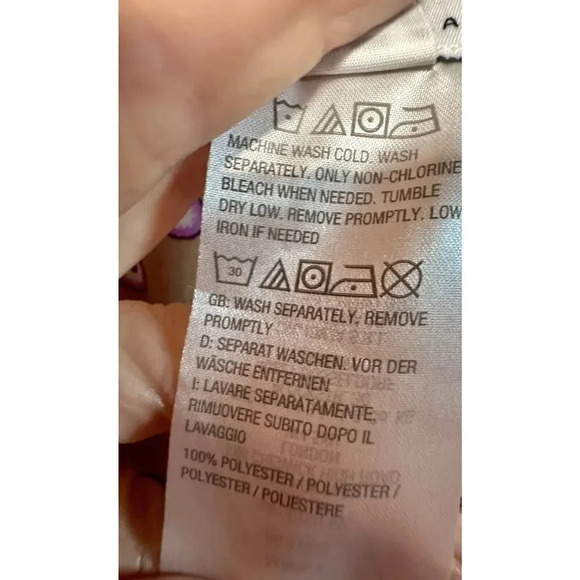 A
MACHINE WASH COLD. WASH
SEPARATELY. ONLY NON-CHLORINE
BLEACH WHEN NEEDED. TUMBLE
DRY LOW. REMOVE PROMPTLY. LOW
IRON IF NEEDED
30
GB: WASH SEPARATELY. REMOVE
PROMPTLY
D: SEPARAT WASCHEN. VOR DER
WÄSCHE ENTFERNEN
I: LAVARE SEPARATAMENTE.
RIMUOVERE SUBITO DOPO IL
LAVAGGIO
100% POLYESTER / POLYESTER /
POLYESTER / POLIESTERE
LONDON